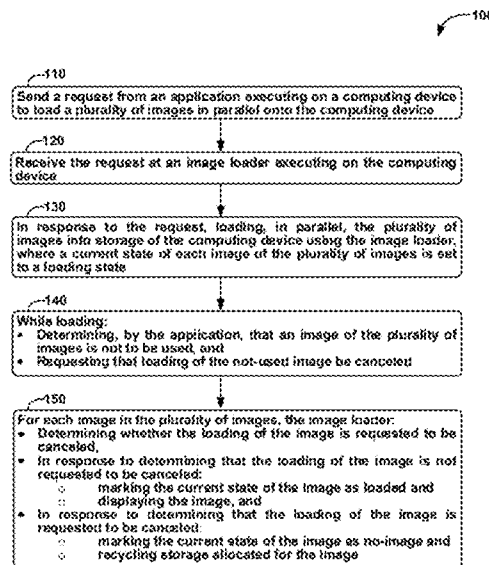 100
110
Send a request from an application executing on a computing device
to load a plurality of images in parallel onto the computing device
120
Receive the request at an image loader executing on the computing
device
130
In response to the request, loading, in parallel, the plurality of
images into storage of the computing device using the image loader,
where a current state of each image of the plurality of images is set
to a loading state
140
While loading:
• Determining, by the application, that an image of the plurality of
images is not to be used, and
• Requesting that loading of the not-used image be canceled
150
For each image in the plurality of images, the image loader:
• Determining whether the loading of the image is requested to be
canceled,
• In response to determining that the loading of the image is not
requested to be canceled:
○ marking the current state of the image as loaded and
○ displaying the image, and
• In response to determining that the loading of the image is
requested to be canceled:
○ marking the current state of the image as no-image and
○ recycling storage allocated for the image